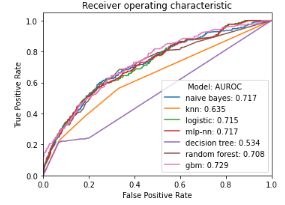 Receiver operating characteristic
1.0
0.8
0.6
0.4
0.2
0.0
True Positive Rate
Model: AUROC
naive bayes: 0.717
knn: 0.635
logistic: 0.715
mlp-nn: 0.717
decision tree: 0.534
random forest: 0.708
gbm: 0.729
0.0 0.2 0.4 0.6 0.8 1.0
False Positive Rate